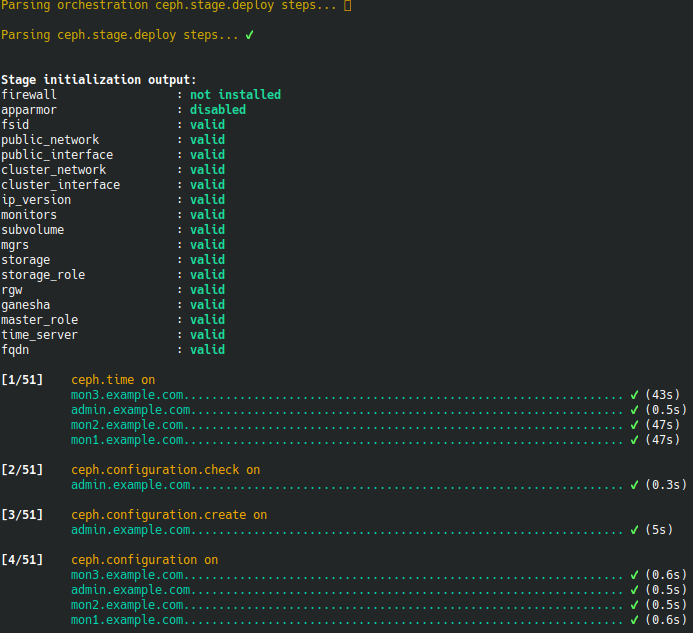 Parsing orchestration ceph.stage.deploy steps...
Parsing ceph.stage.deploy steps... ✔
Stage initialization output:
firewall : not installed
apparmor : disabled
fsid : valid
public_network : valid
public_interface : valid
cluster_network : valid
cluster_interface : valid
ip_version : valid
monitors : valid
subvolume : valid
mgrs : valid
storage : valid
storage_role : valid
rgw : valid
ganesha : valid
master_role : valid
time_server : valid
fqdn : valid
[1/51] ceph.time on
mon3.example.com............................................................... ✔ (43s)
admin.example.com.............................................................. ✔ (0.5s)
mon2.example.com............................................................... ✔ (47s)
mon1.example.com............................................................... ✔ (47s)
[2/51] ceph.configuration.check on
admin.example.com.............................................................. ✔ (0.3s)
[3/51] ceph.configuration.create on
admin.example.com.............................................................. ✔ (5s)
[4/51] ceph.configuration on
mon3.example.com............................................................... ✔ (0.6s)
admin.example.com.............................................................. ✔ (0.5s)
mon2.example.com............................................................... ✔ (0.5s)
mon1.example.com............................................................... ✔ (0.6s)